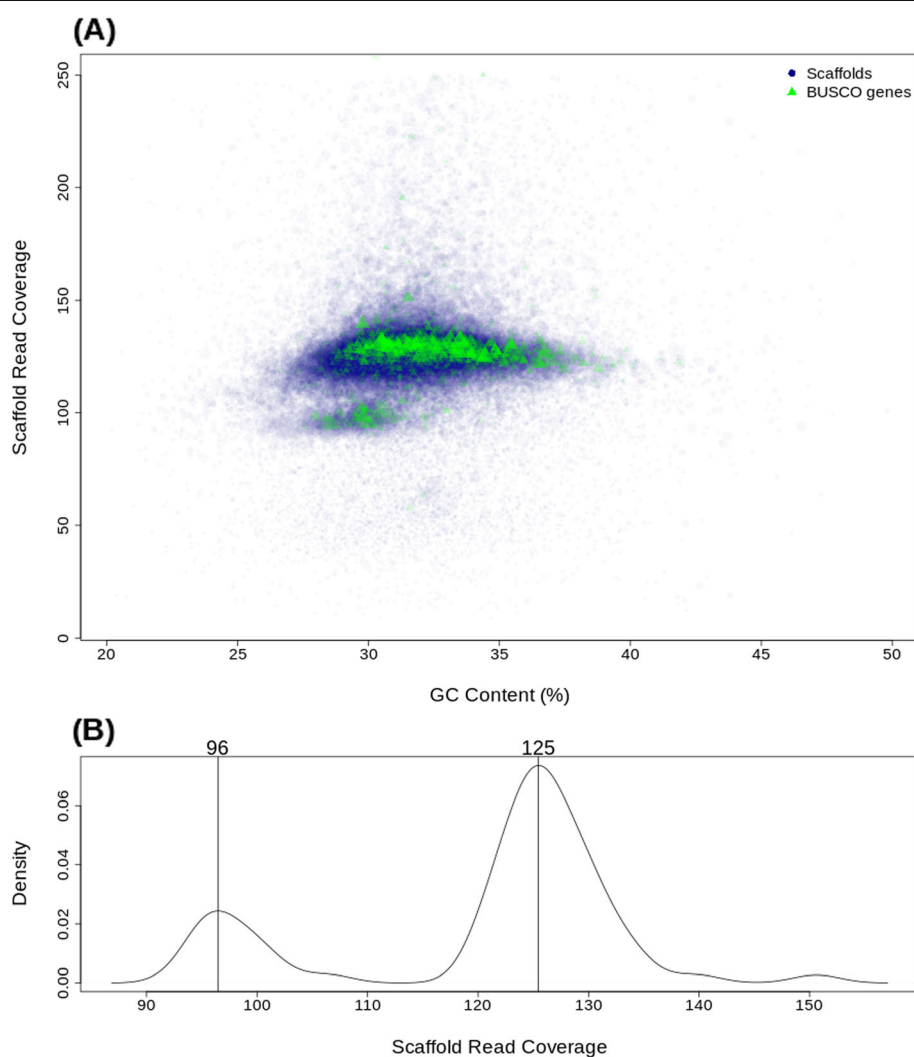 (A)
Scaffolds
BUSCO genes
250
200
150
100
50
0
Scaffold Read Coverage
20 25 30 35 40 45 50
GC Content (%)
(B)
96 125
0.06
0.04
0.02
0.00
Density
90 100 110 120 130 140 150
Scaffold Read Coverage